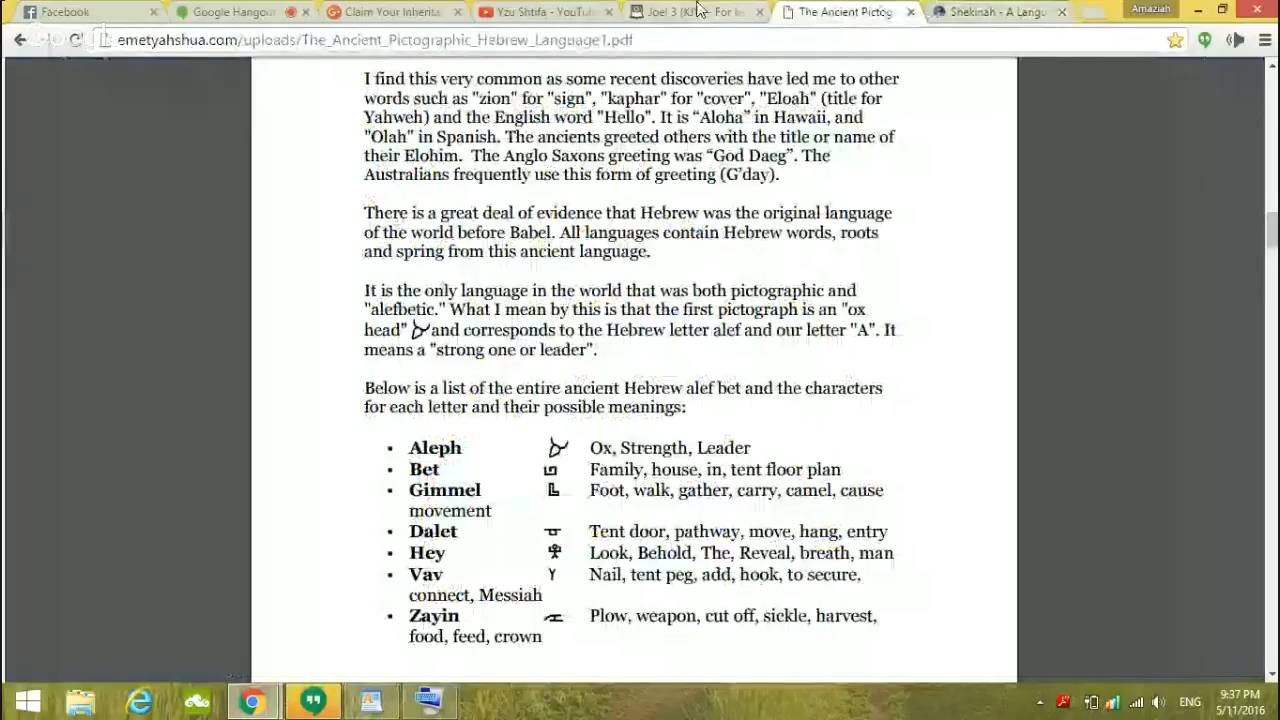 Facebook
Google Hangou
Claim Your Inherita
Yzu Shtifa - YouTu
Joel 3 (KJ
The Ancient Pictog
Shekinah - A Langu
Amaziah
emetyahshua.com/uploads/The_Ancient_Pictographic_Hebrew_Language1.pdf
I find this very common as some recent discoveries have led me to other
words such as "zion" for "sign", "kaphar" for "cover", "Eloah" (title for
Yahweh) and the English word "Hello". It is “Aloha” in Hawaii, and
"Olah" in Spanish. The ancients greeted others with the title or name of
their Elohim. The Anglo Saxons greeting was “God Daeg”. The
Australians frequently use this form of greeting (G’day).
There is a great deal of evidence that Hebrew was the original language
of the world before Babel. All languages contain Hebrew words, roots
and spring from this ancient language.
It is the only language in the world that was both pictographic and
"alefbetic." What I mean by this is that the first pictograph is an "ox
head" and corresponds to the Hebrew letter alef and our letter "A". It
means a "strong one or leader".
Below is a list of the entire ancient Hebrew alef bet and the characters
for each letter and their possible meanings:
• Aleph Ox, Strength, Leader
• Bet Family, house, in, tent floor plan
• Gimmel Foot, walk, gather, carry, camel, cause
movement
• Dalet Tent door, pathway, move, hang, entry
• Hey Look, Behold, The, Reveal, breath, man
• Vav Nail, tent peg, add, hook, to secure,
connect, Messiah
• Zayin Plow, weapon, cut off, sickle, harvest,
food, feed, crown
ENG
9:37 PM
5/11/2016